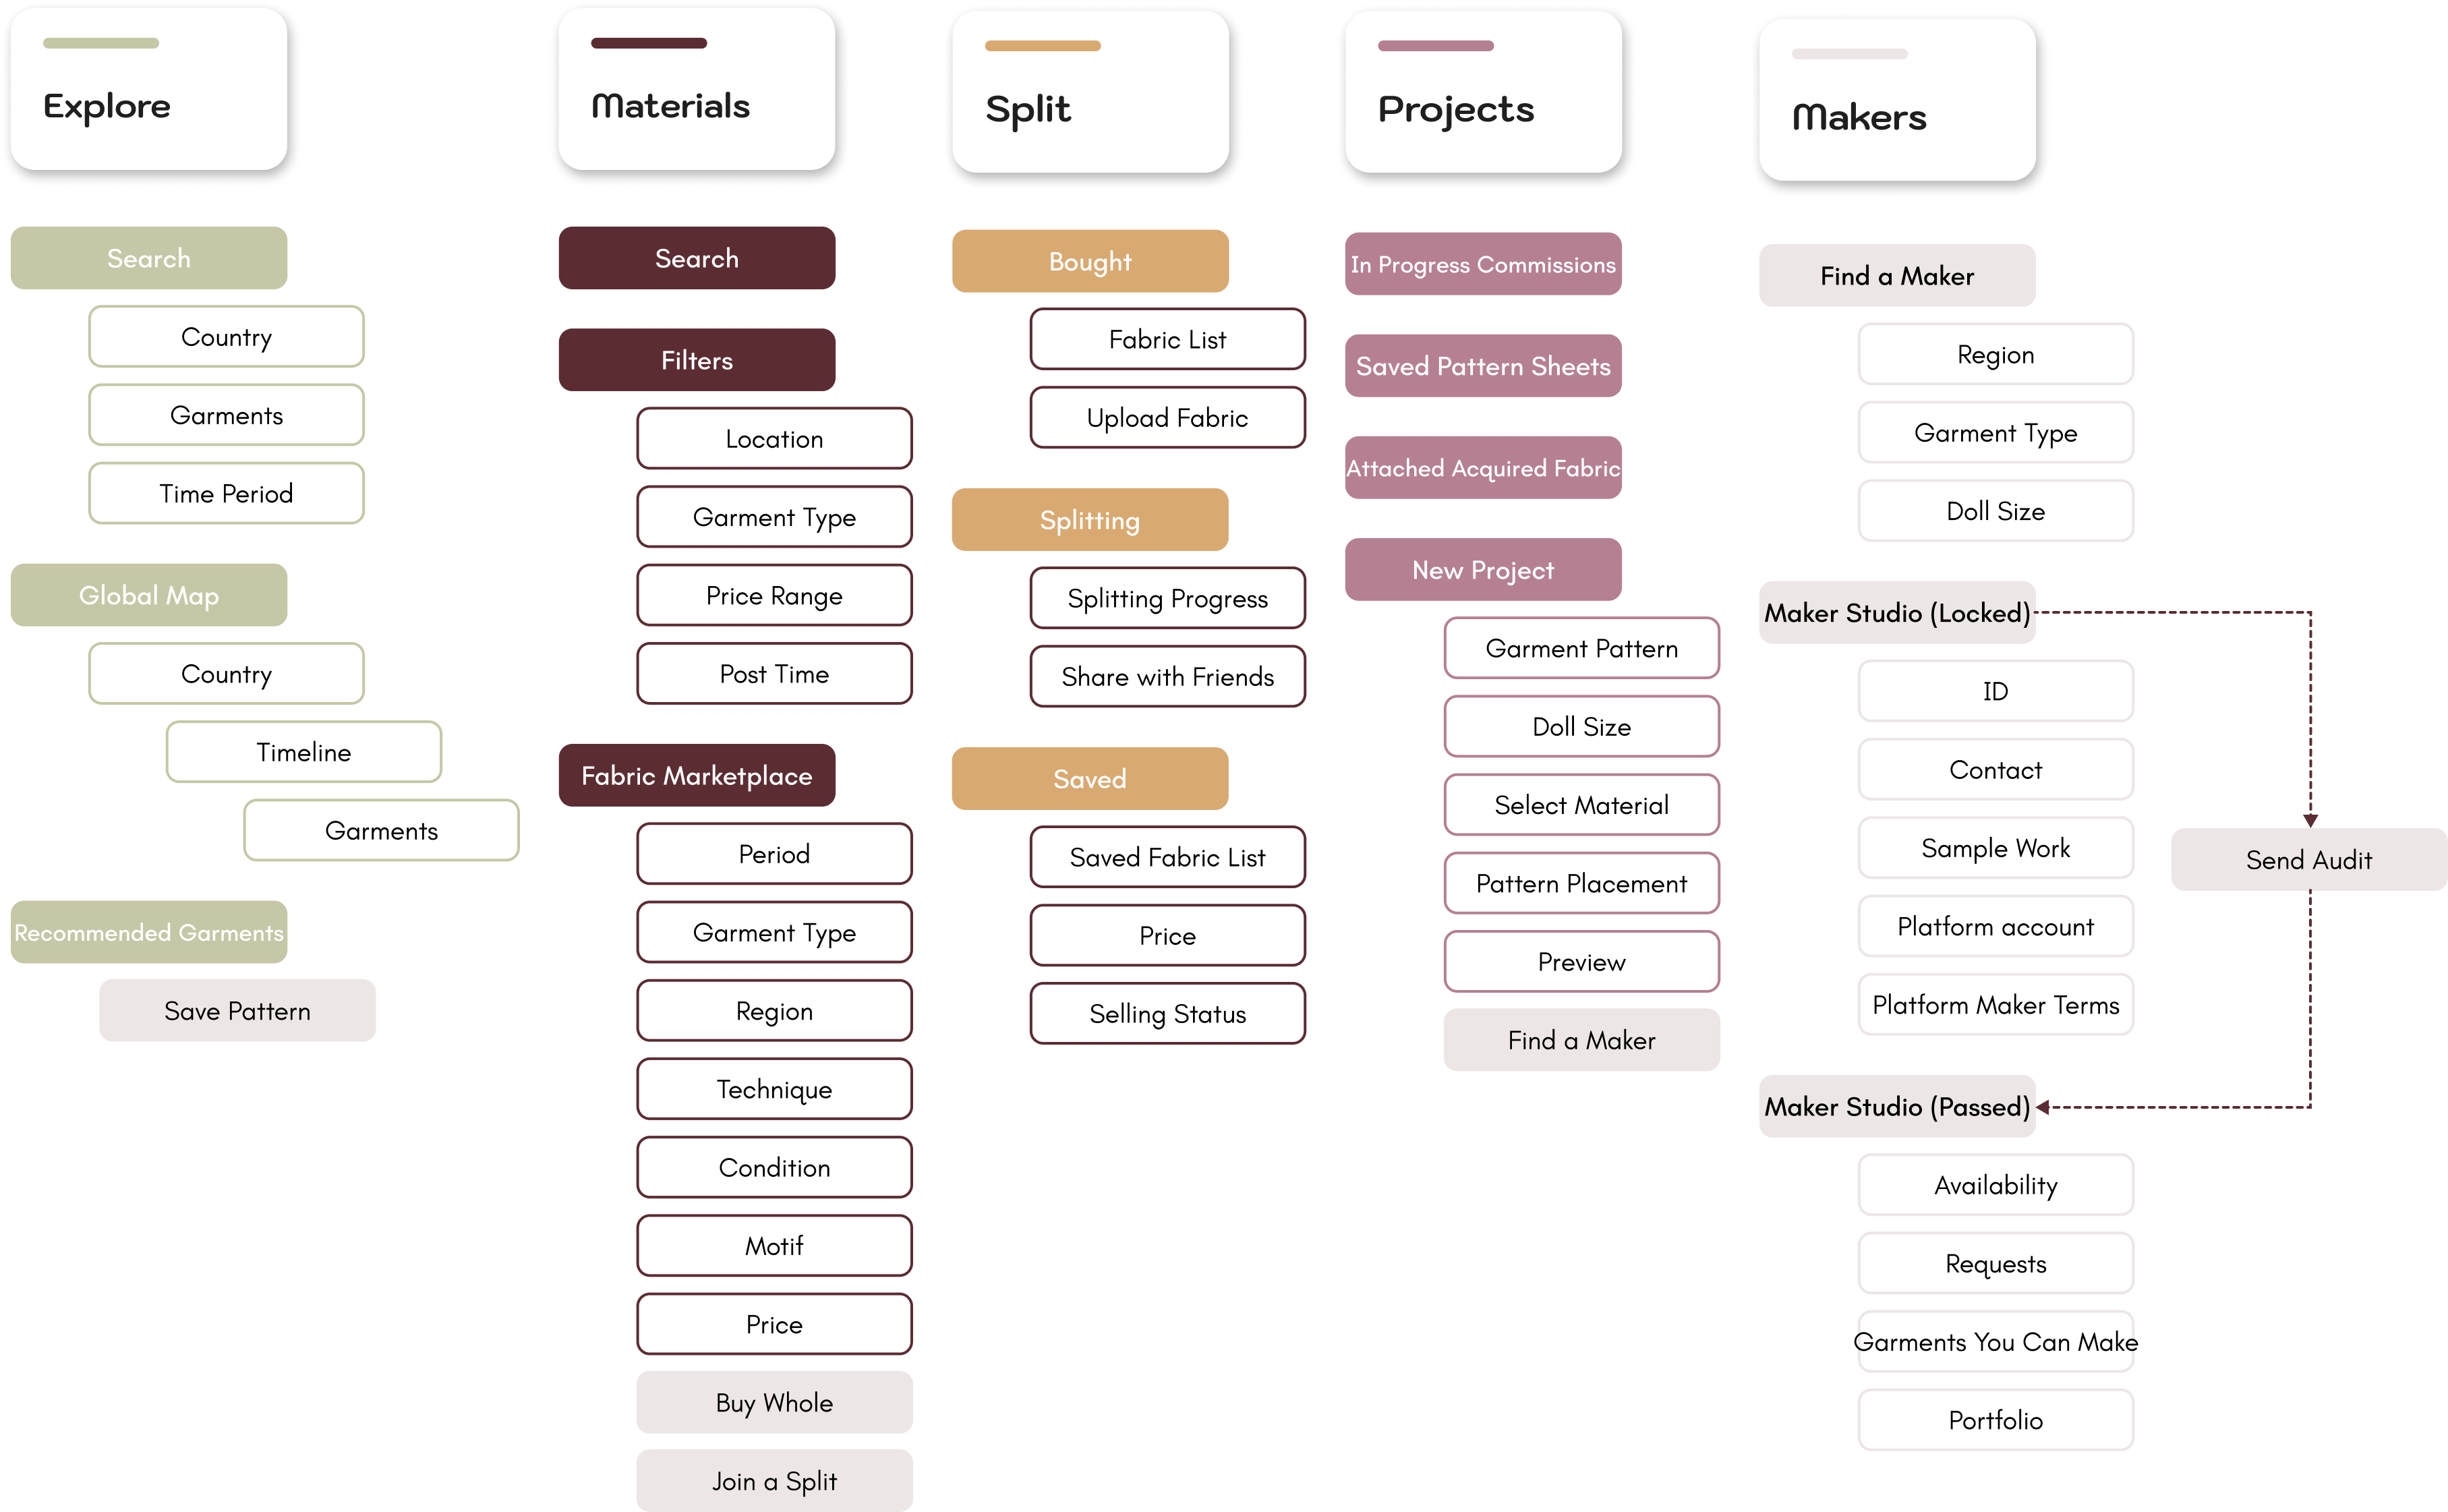 Explore
Search
Country
Garments
Time Period
Global Map
Country
Timeline
Garments
Recommended Garments
Save Pattern
Materials
Search
Filters
Location
Garment Type
Price Range
Post Time
Fabric Marketplace
Period
Garment Type
Region
Technique
Condition
Motif
Price
Buy Whole
Join a Split
Split
Bought
Fabric List
Upload Fabric
Splitting
Splitting Progress
Share with Friends
Saved
Saved Fabric List
Price
Selling Status
Projects
In Progress Commissions
Saved Pattern Sheets
Attached Acquired Fabric
New Project
Garment Pattern
Doll Size
Select Material
Pattern Placement
Preview
Find a Maker
Makers
Find a Maker
Region
Garment Type
Doll Size
Maker Studio (Locked)
ID
Contact
Sample Work
Platform account
Platform Maker Terms
Send Audit
Maker Studio (Passed)
Availability
Requests
Garments You Can Make
Portfolio